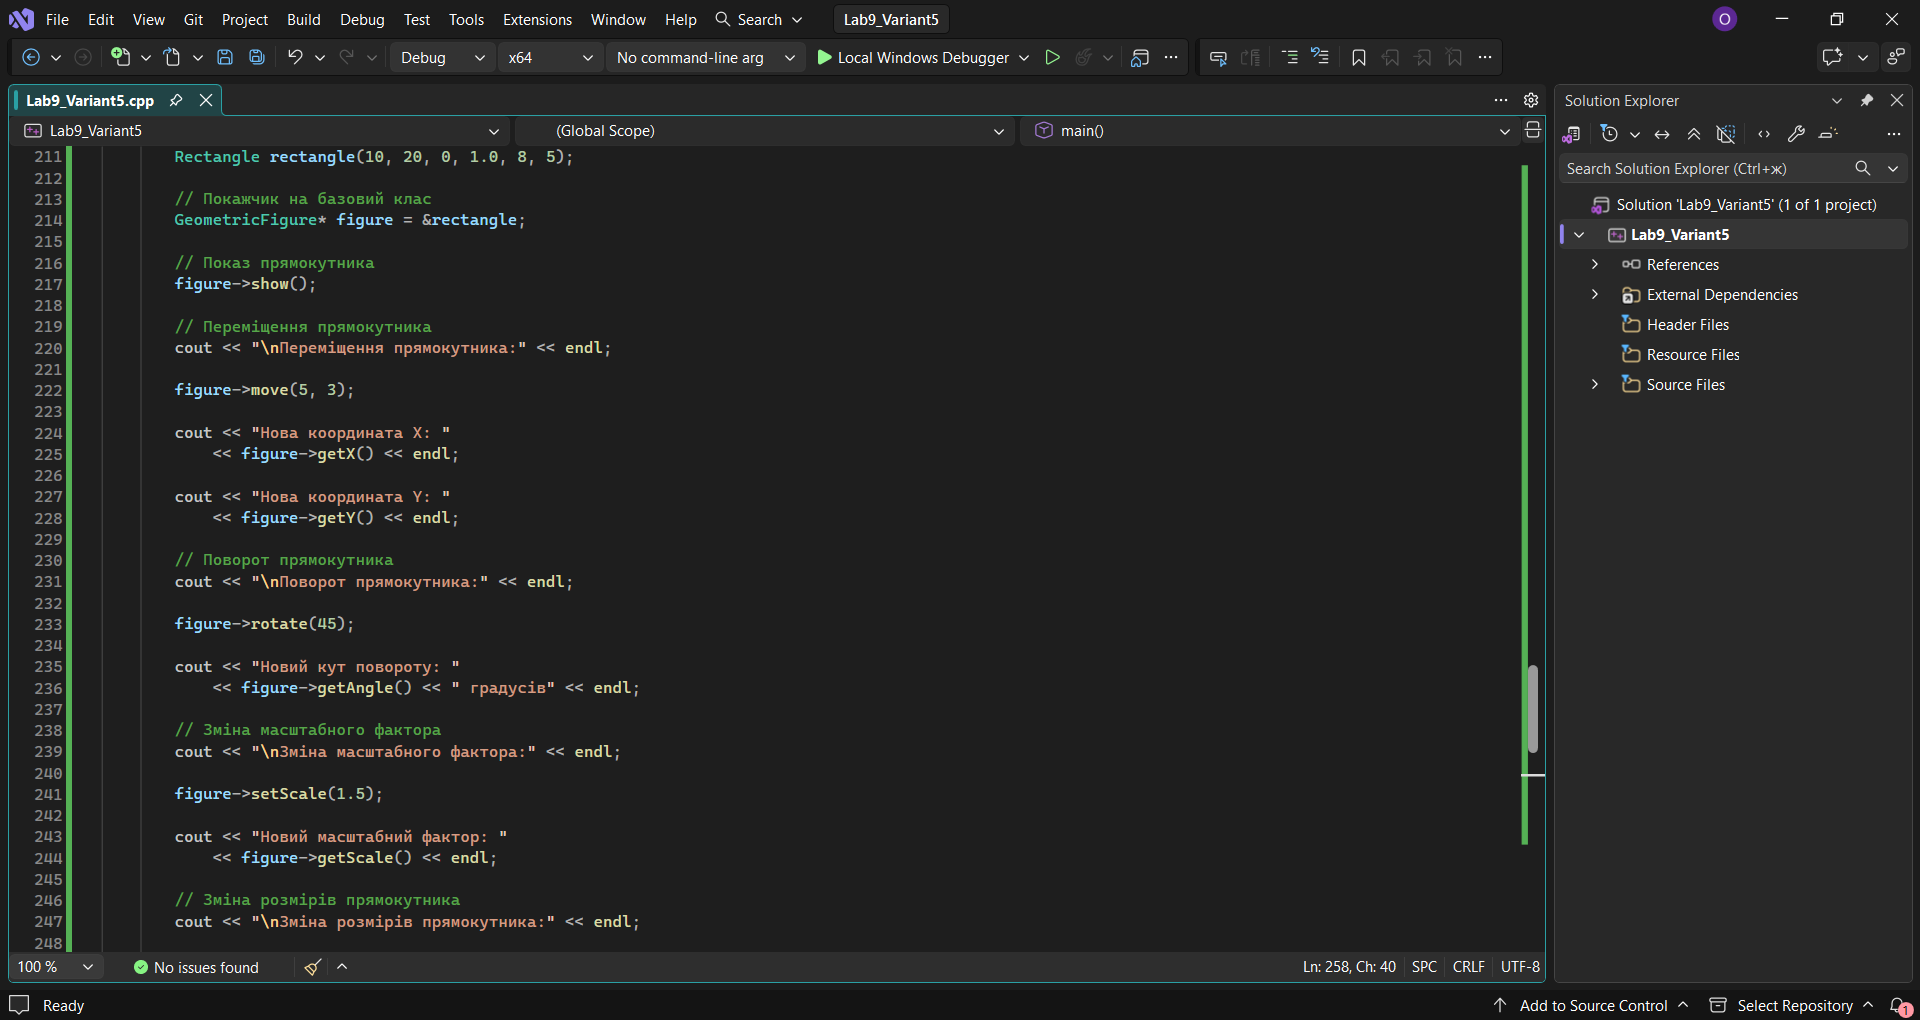 File Edit View Git Project Build Debug Test Tools Extensions Window Help Search Lab9_Variant5 O
Debug x64 No command-line arg Local Windows Debugger
Lab9_Variant5.cpp
Lab9_Variant5 (Global Scope) main()
211 Rectangle rectangle(10, 20, 0, 1.0, 8, 5);
212
213 // Покажчик на базовий клас
214 GeometricFigure* figure = &rectangle;
215
216 // Показ прямокутника
217 figure->show();
218
219 // Переміщення прямокутника
220 cout << "\nПереміщення прямокутника:" << endl;
221
222 figure->move(5, 3);
223
224 cout << "Нова координата X: "
225 << figure->getX() << endl;
226
227 cout << "Нова координата Y: "
228 << figure->getY() << endl;
229
230 // Поворот прямокутника
231 cout << "\nПоворот прямокутника:" << endl;
232
233 figure->rotate(45);
234
235 cout << "Новий кут повороту: "
236 << figure->getAngle() << " градусів" << endl;
237
238 // Зміна масштабного фактора
239 cout << "\nЗміна масштабного фактора:" << endl;
240
241 figure->setScale(1.5);
242
243 cout << "Новий масштабний фактор: "
244 << figure->getScale() << endl;
245
246 // Зміна розмірів прямокутника
247 cout << "\nЗміна розмірів прямокутника:" << endl;
248
100 % No issues found Ln: 258, Ch: 40 SPC CRLF UTF-8
Solution Explorer
Search Solution Explorer (Ctrl+ж)
Solution 'Lab9_Variant5' (1 of 1 project)
Lab9_Variant5
References
External Dependencies
Header Files
Resource Files
Source Files
Ready Add to Source Control Select Repository 1